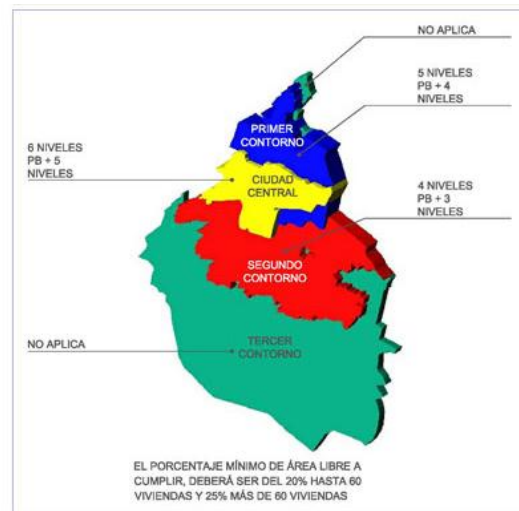 NO APLICA
5 NIVELES
PB + 4
NIVELES
PRIMER
CONTORNO
6 NIVELES
PB + 5
NIVELES
CIUDAD
CENTRAL
4 NIVELES
PB + 3
NIVELES
SEGUNDO
CONTORNO
TERCER
CONTORNO
NO APLICA
EL PORCENTAJE MÍNIMO DE ÁREA LIBRE A
CUMPLIR, DEBERÁ SER DEL 20% HASTA 60
VIVIENDAS Y 25% MÁS DE 60 VIVIENDAS